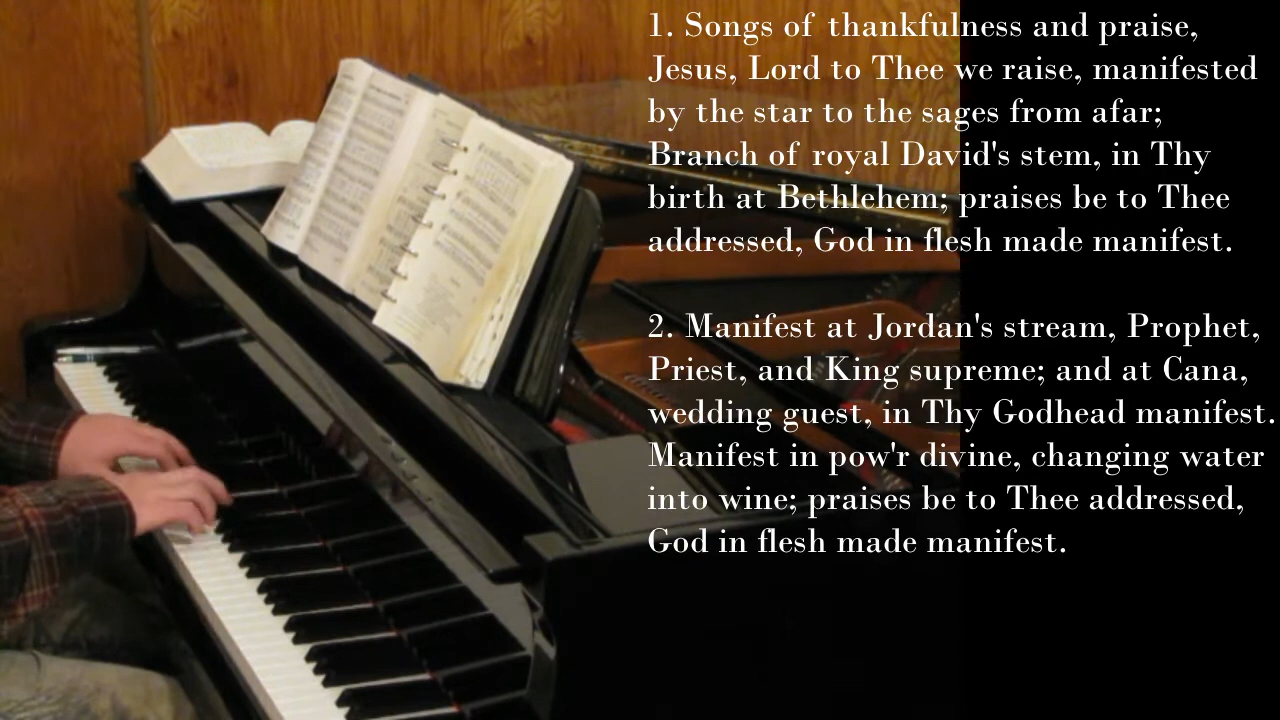 1. Songs of thankfulness and praise,
Jesus, Lord to Thee we raise, manifested
by the star to the sages from afar;
Branch of royal David's stem, in Thy
birth at Bethlehem; praises be to Thee
addressed, God in flesh made manifest.
2. Manifest at Jordan's stream, Prophet,
Priest, and King supreme; and at Cana,
wedding guest, in Thy Godhead manifest.
Manifest in pow'r divine, changing water
into wine; praises be to Thee addressed,
God in flesh made manifest.